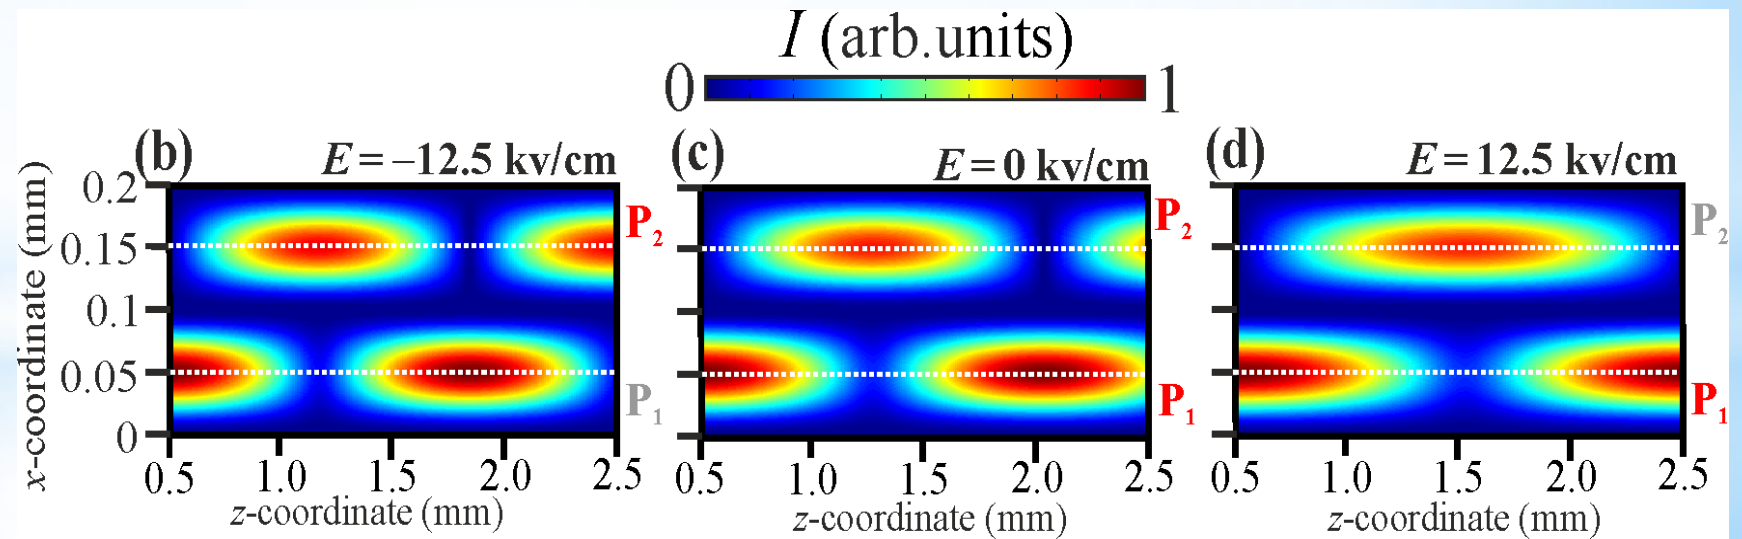 I (arb.units)
0 1
(b) E = –12.5 kv/cm
(c) E = 0 kv/cm
(d) E = 12.5 kv/cm
x-coordinate (mm)
0.2
0.15
0.1
0.05
0
P2
P1
P2
P1
P2
P1
0.5 1.0 1.5 2.0 2.5
0.5 1.0 1.5 2.0 2.5
0.5 1.0 1.5 2.0 2.5
z-coordinate (mm)
z-coordinate (mm)
z-coordinate (mm)